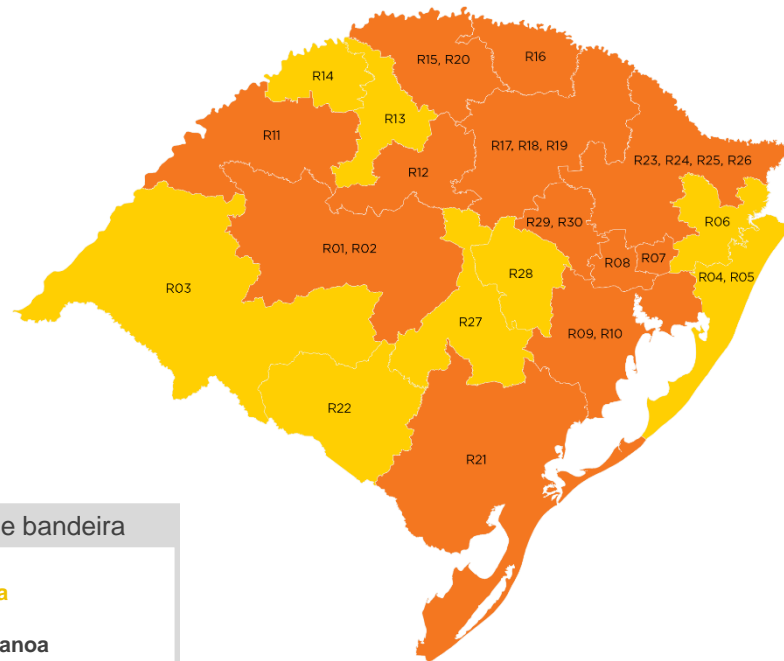 R15, R20
R16
R14
R13
R11
R17, R18, R19
R23, R24, R25, R26
R12
R29, R30
R06
R01, R02
R08
R07
R28
R04, R05
R03
R27
R09, R10
R22
R21
e bandeira
a
anoa